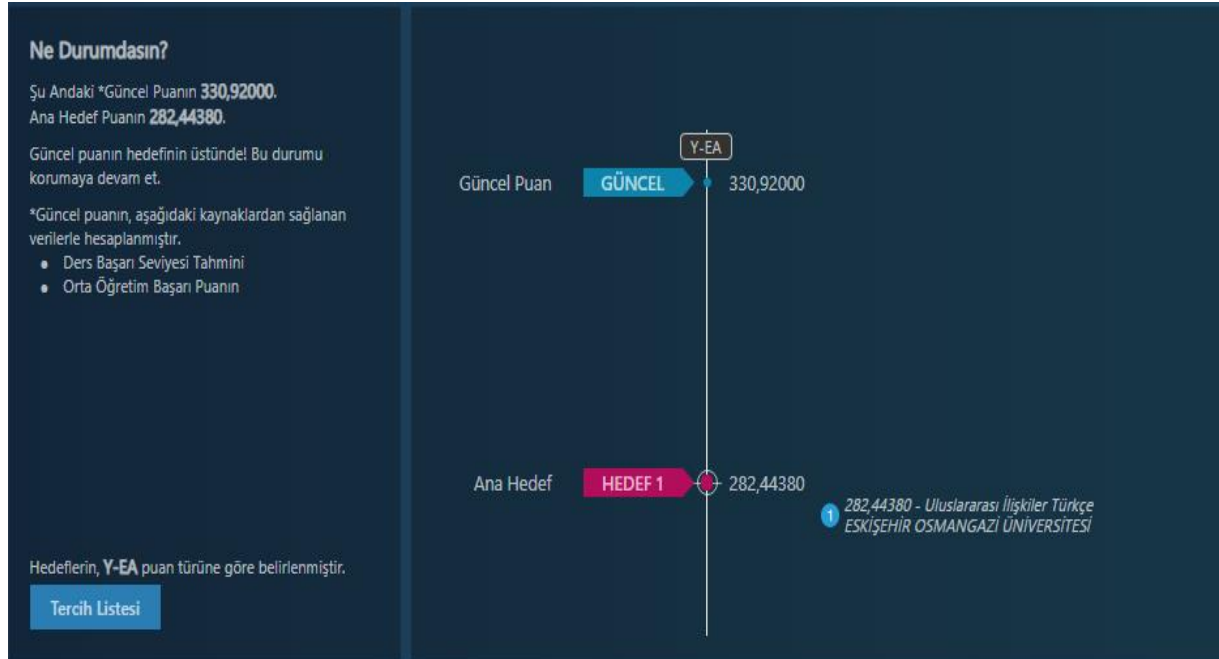 Ne Durumdasın?
Şu Andaki *Güncel Puanın 330,92000.
Ana Hedef Puanın 282,44380.
Güncel puanın hedefinin üstünde! Bu durumu
korumaya devam et.
*Güncel puanın, aşağıdaki kaynaklardan sağlanan
verilerle hesaplanmıştır.
● Ders Başarı Seviyesi Tahmini
● Orta Öğretim Başarı Puanın
Hedeflerin, Y-EA puan türüne göre belirlenmiştir.
Tercih Listesi
Y-EA
Güncel Puan GÜNCEL 330,92000
Ana Hedef HEDEF 1 282,44380
1 282,44380 - Uluslararası İlişkiler Türkçe
ESKİŞEHİR OSMANGAZİ ÜNİVERSİTESİ